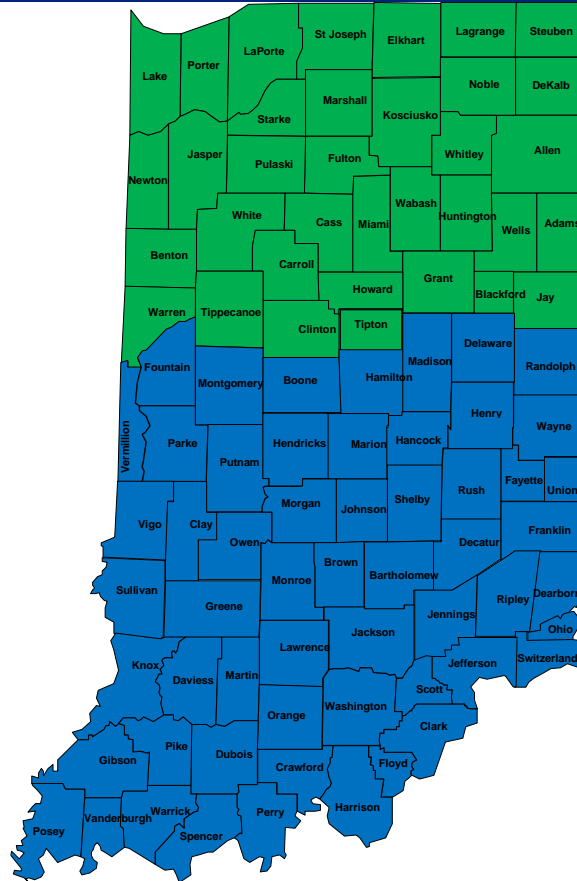 St Joseph
Lagrange
Steuben
Elkhart
LaPorte
Porter
Lake
Noble
DeKalb
Marshall
Kosciusko
Starke
Allen
Jasper
Whitley
Fulton
Pulaski
Newton
Wabash
White
Huntington
Cass
Miami
Adams
Wells
Benton
Carroll
Grant
Howard
Blackford
Jay
Warren
Tippecanoe
Tipton
Clinton
Delaware
Madison
Fountain
Randolph
Boone
Hamilton
Montgomery
Henry
Wayne
Hancock
Vermillion
Parke
Hendricks
Marion
Putnam
Fayette
Rush
Union
Shelby
Morgan
Johnson
Vigo
Clay
Franklin
Owen
Decatur
Brown
Bartholomew
Monroe
Sullivan
Dearborn
Ripley
Greene
Jennings
Ohio
Jackson
Lawrence
Switzerland
Knox
Jefferson
Martin
Daviess
Scott
Washington
Orange
Clark
Pike
Dubois
Gibson
Floyd
Crawford
Harrison
Warrick
Perry
Vanderburgh
Posey
Spencer